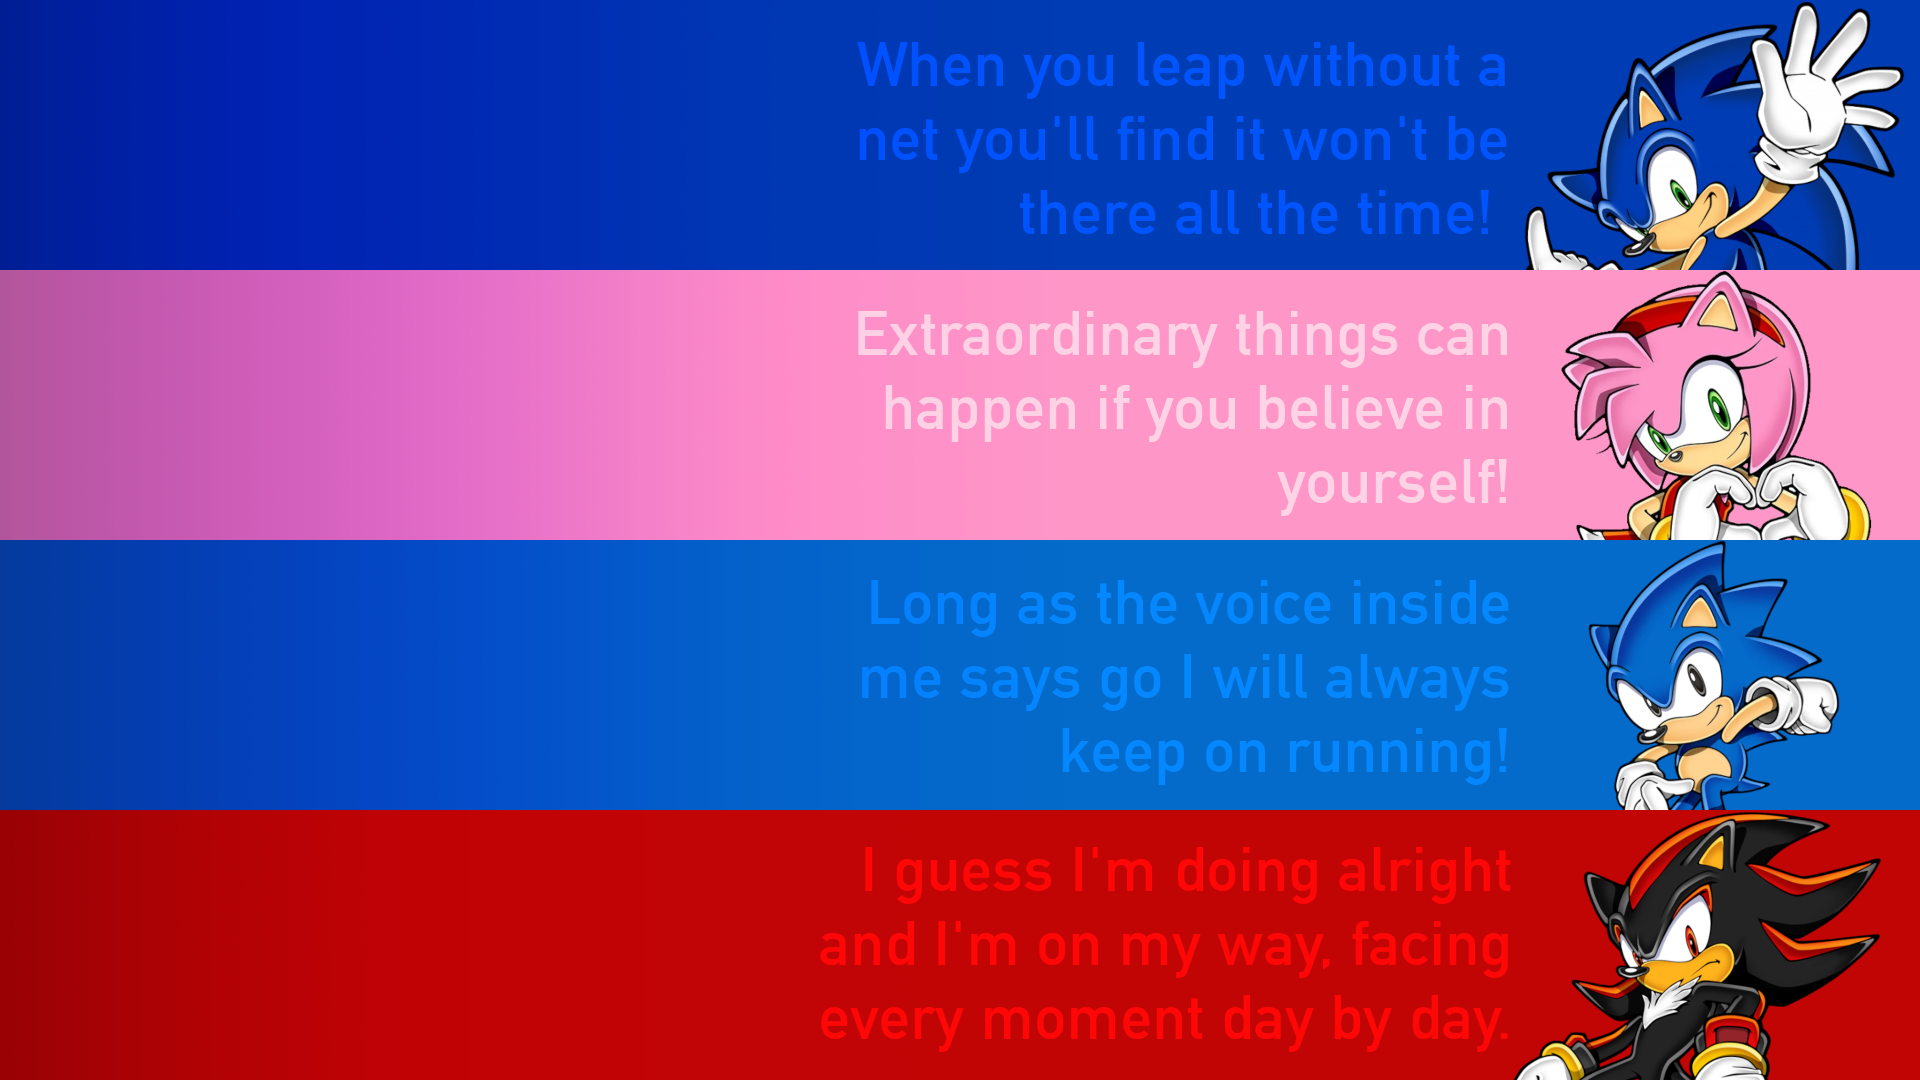 When you leap without a
net you'll find it won't be
there all the time!
Extraordinary things can
happen if you believe in
yourself!
Long as the voice inside
me says go I will always
keep on running!
I guess I'm doing alright
and I'm on my way, facing
every moment day by day.